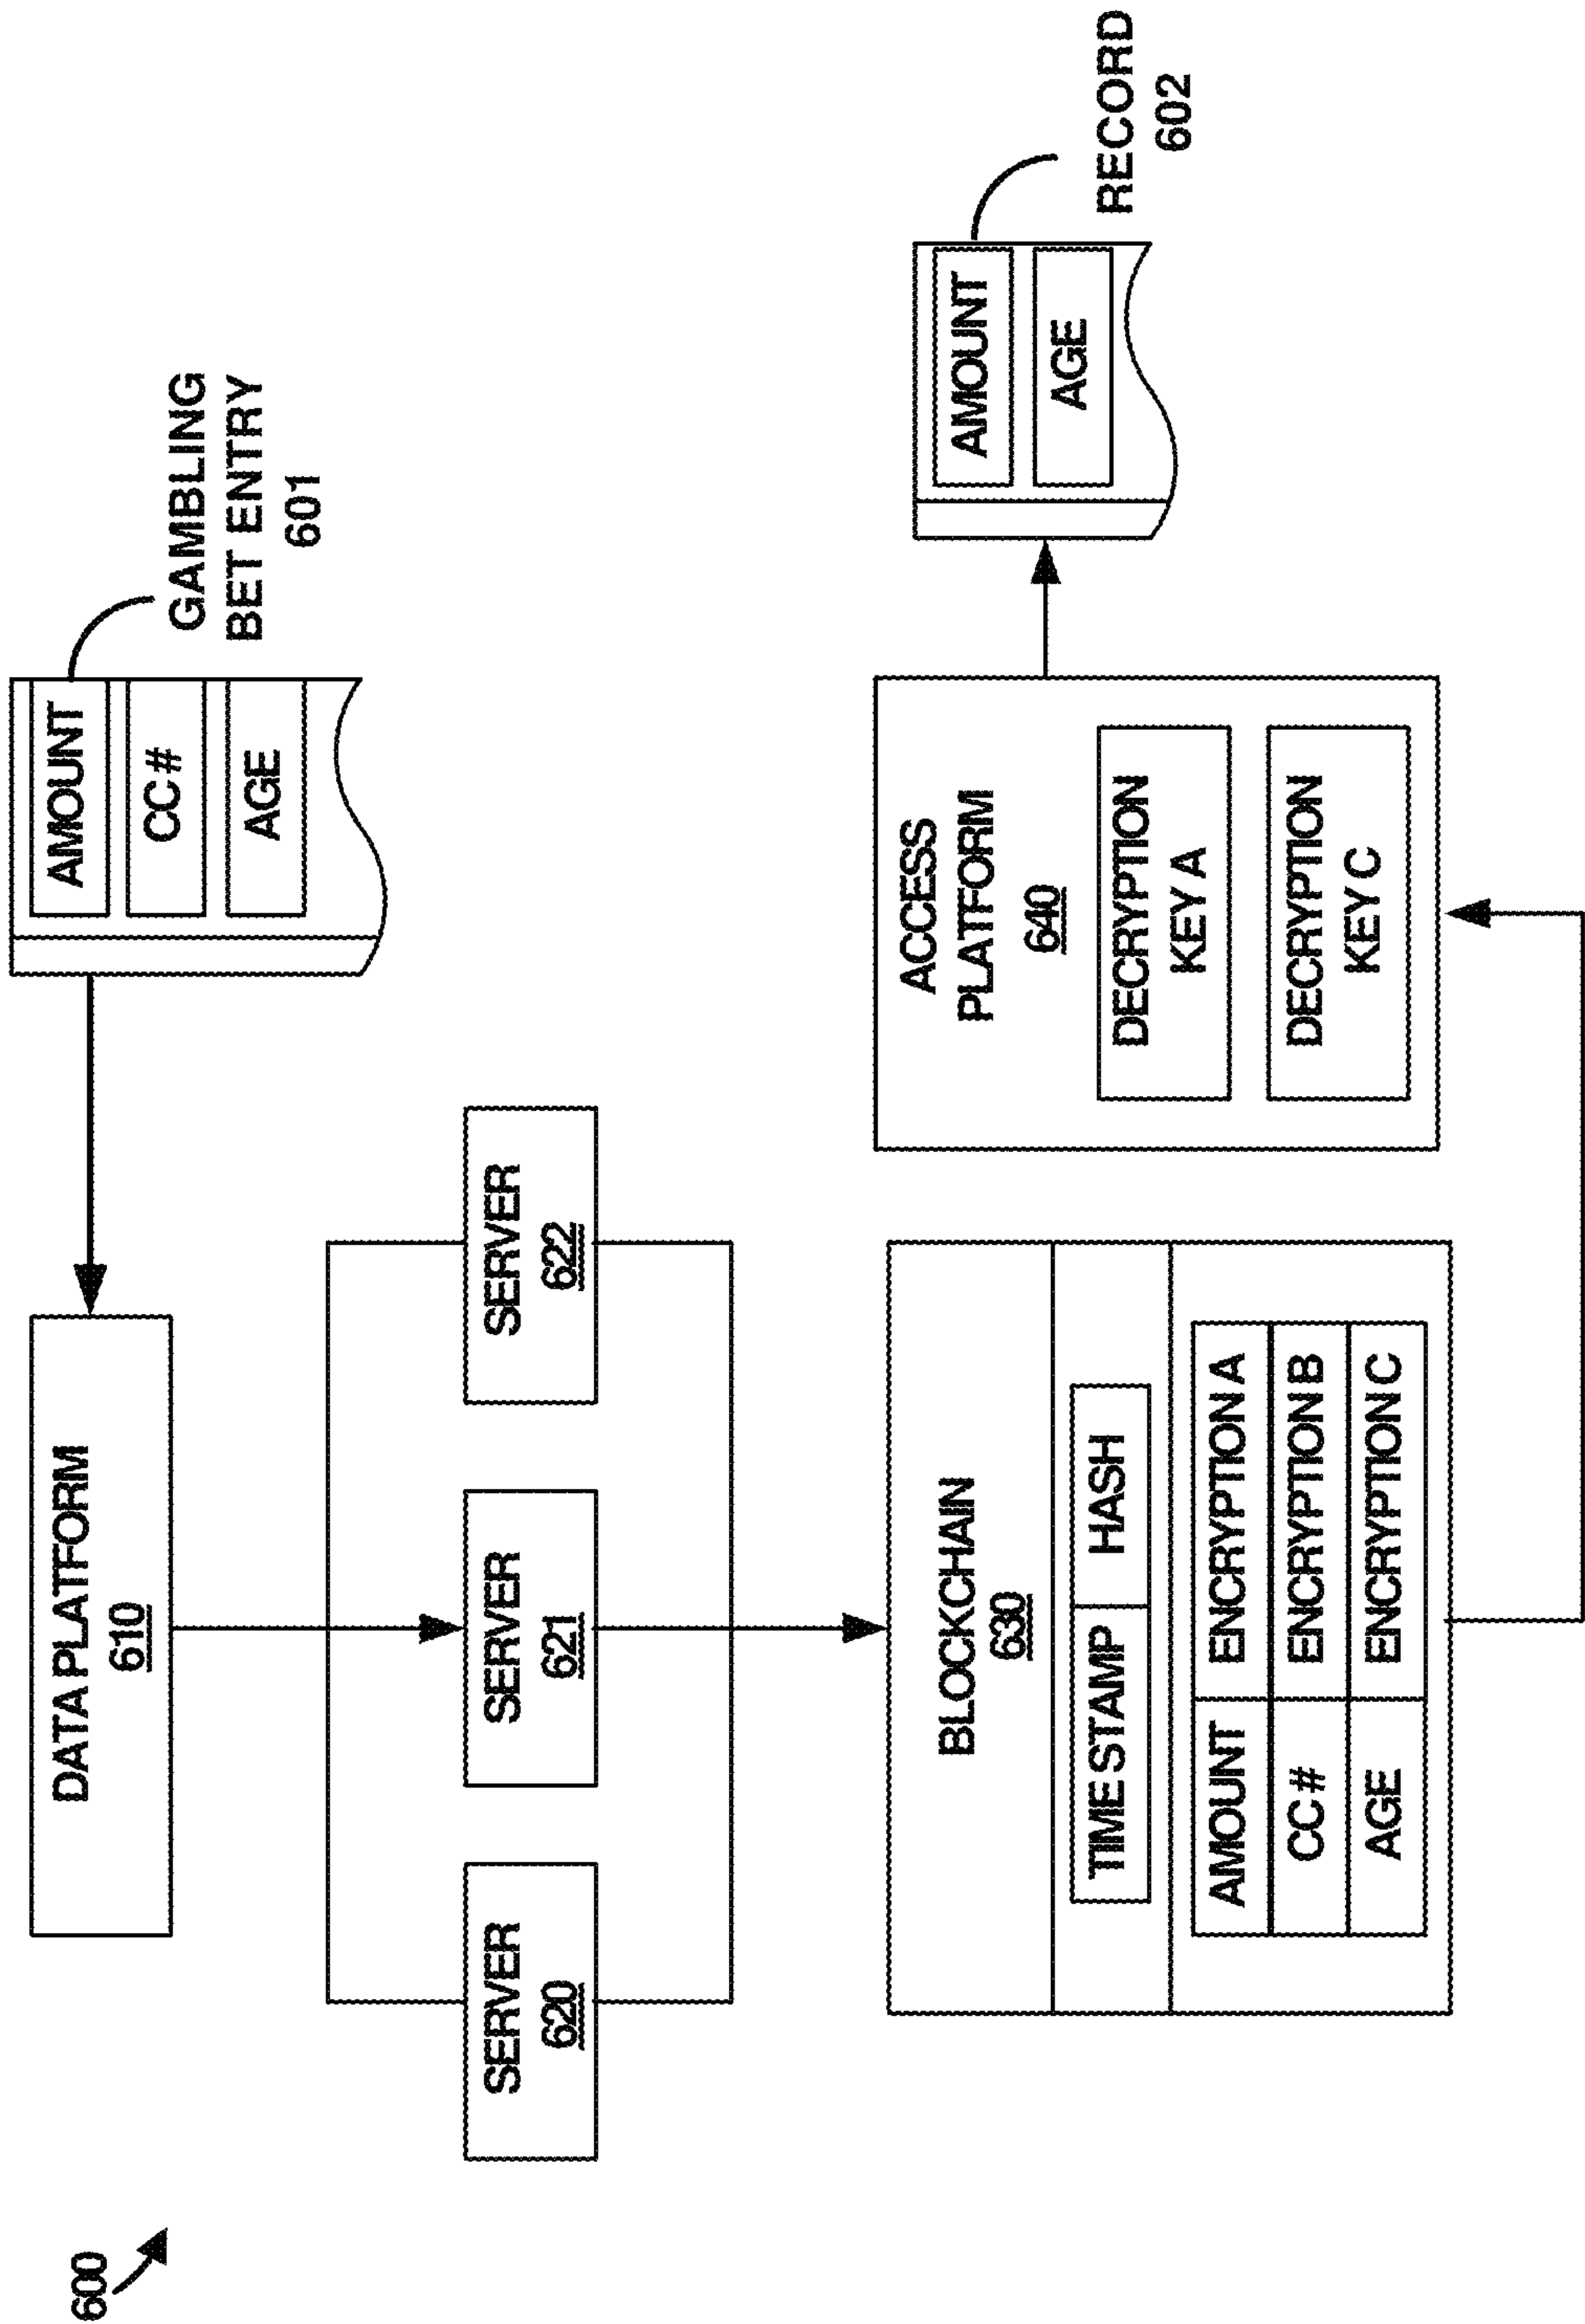 600
DATA PLATFORM
610
AMOUNT
CC#
AGE
GAMBLING
BET ENTRY
601
SERVER
620
SERVER
621
SERVER
622
BLOCKCHAIN
630
TIME STAMP HASH
AMOUNT ENCRYPTION A
CC# ENCRYPTION B
AGE ENCRYPTION C
ACCESS
PLATFORM
640
DECRYPTION
KEY A
DECRYPTION
KEY C
AMOUNT
AGE
RECORD
602